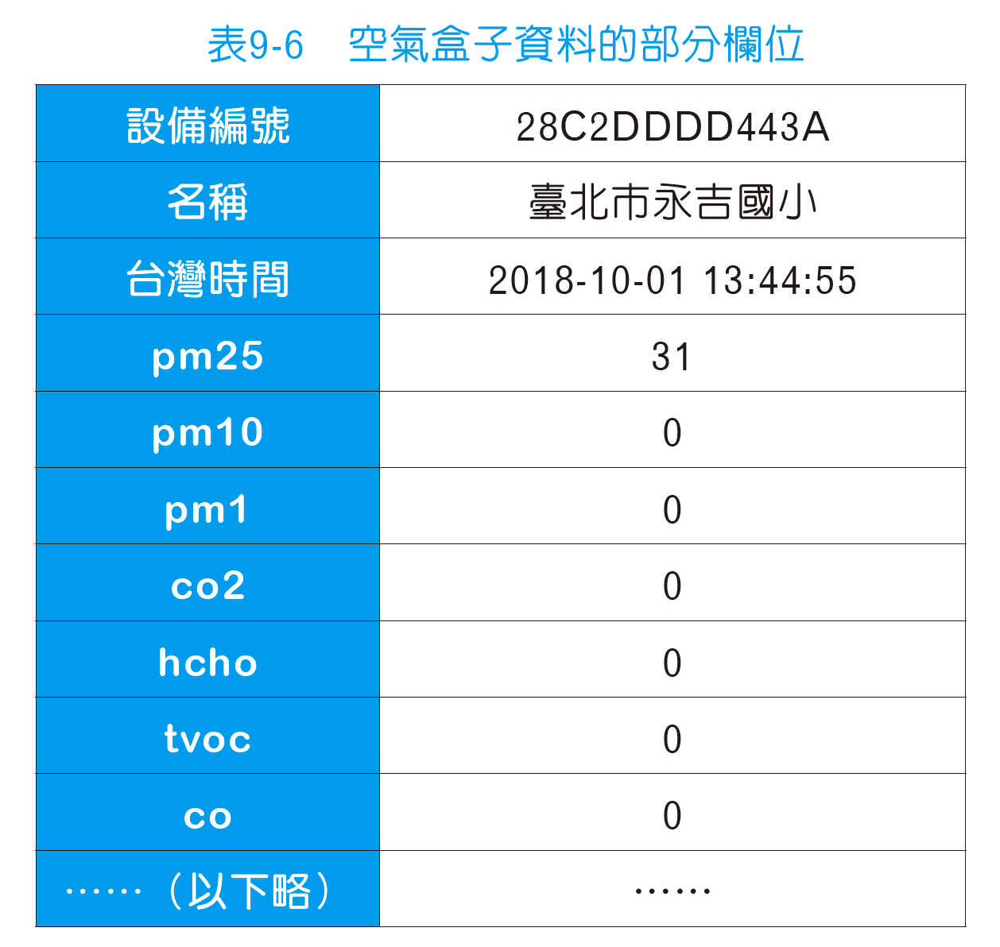 表9-6　空氣盒子資料的部分欄位
設備編號 28C2DDDD443A
名稱 臺北市永吉國小
台灣時間 2018-10-01 13:44:55
pm25 31
pm10 0
pm1 0
co2 0
hcho 0
tvoc 0
co 0
……（以下略） ……